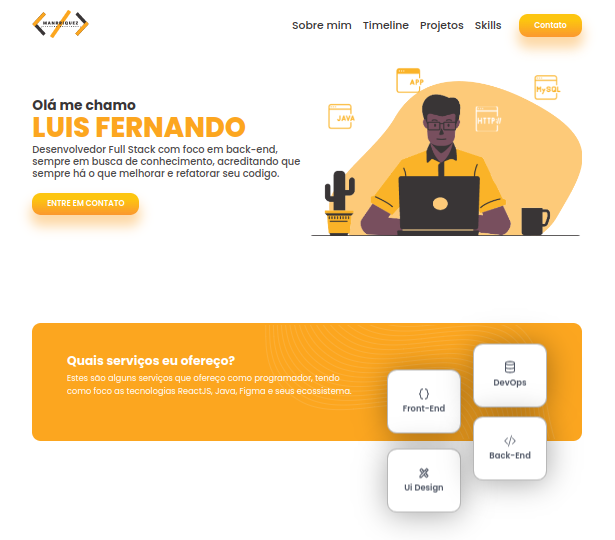 MANRRIQUEZ
Sobre mim Timeline Projetos Skills Contato
APP
MySQL
JAVA
HTTP//
Olá me chamo
LUIS FERNANDO
Desenvolvedor Full Stack com foco em back-end,
sempre em busca de conhecimento, acreditando que
sempre há o que melhorar e refatorar seu codigo.
ENTRE EM CONTATO
Quais serviços eu ofereço?
Estes são alguns serviços que ofereço como programador, tendo
como foco as tecnologias ReactJS, Java, Figma e seus ecossistema.
Front-End
DevOps
Ui Design
Back-End